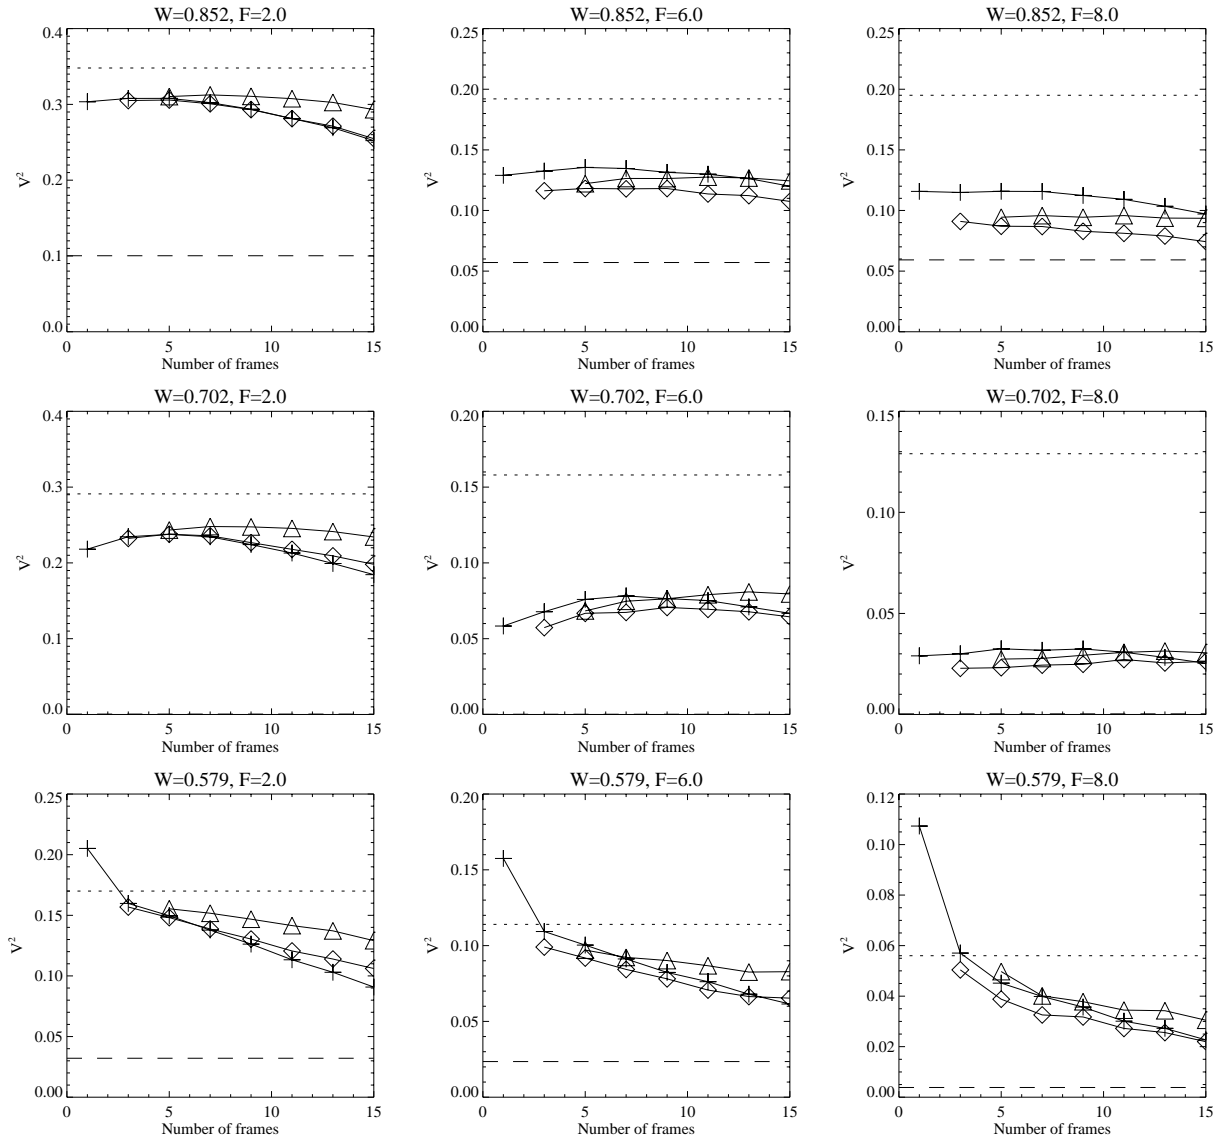 W=0.852, F=2.0
0.4
0.3
0.2
0.1
0.0
V²
0 5 10 15
Number of frames
W=0.852, F=6.0
0.25
0.20
0.15
0.10
0.05
0.00
V²
0 5 10 15
Number of frames
W=0.852, F=8.0
0.25
0.20
0.15
0.10
0.05
0.00
V²
0 5 10 15
Number of frames
W=0.702, F=2.0
0.4
0.3
0.2
0.1
0.0
V²
0 5 10 15
Number of frames
W=0.702, F=6.0
0.20
0.15
0.10
0.05
0.00
V²
0 5 10 15
Number of frames
W=0.702, F=8.0
0.15
0.10
0.05
0.00
V²
0 5 10 15
Number of frames
W=0.579, F=2.0
0.25
0.20
0.15
0.10
0.05
0.00
V²
0 5 10 15
Number of frames
W=0.579, F=6.0
0.20
0.15
0.10
0.05
0.00
V²
0 5 10 15
Number of frames
W=0.579, F=8.0
0.12
0.10
0.08
0.06
0.04
0.02
0.00
V²
0 5 10 15
Number of frames